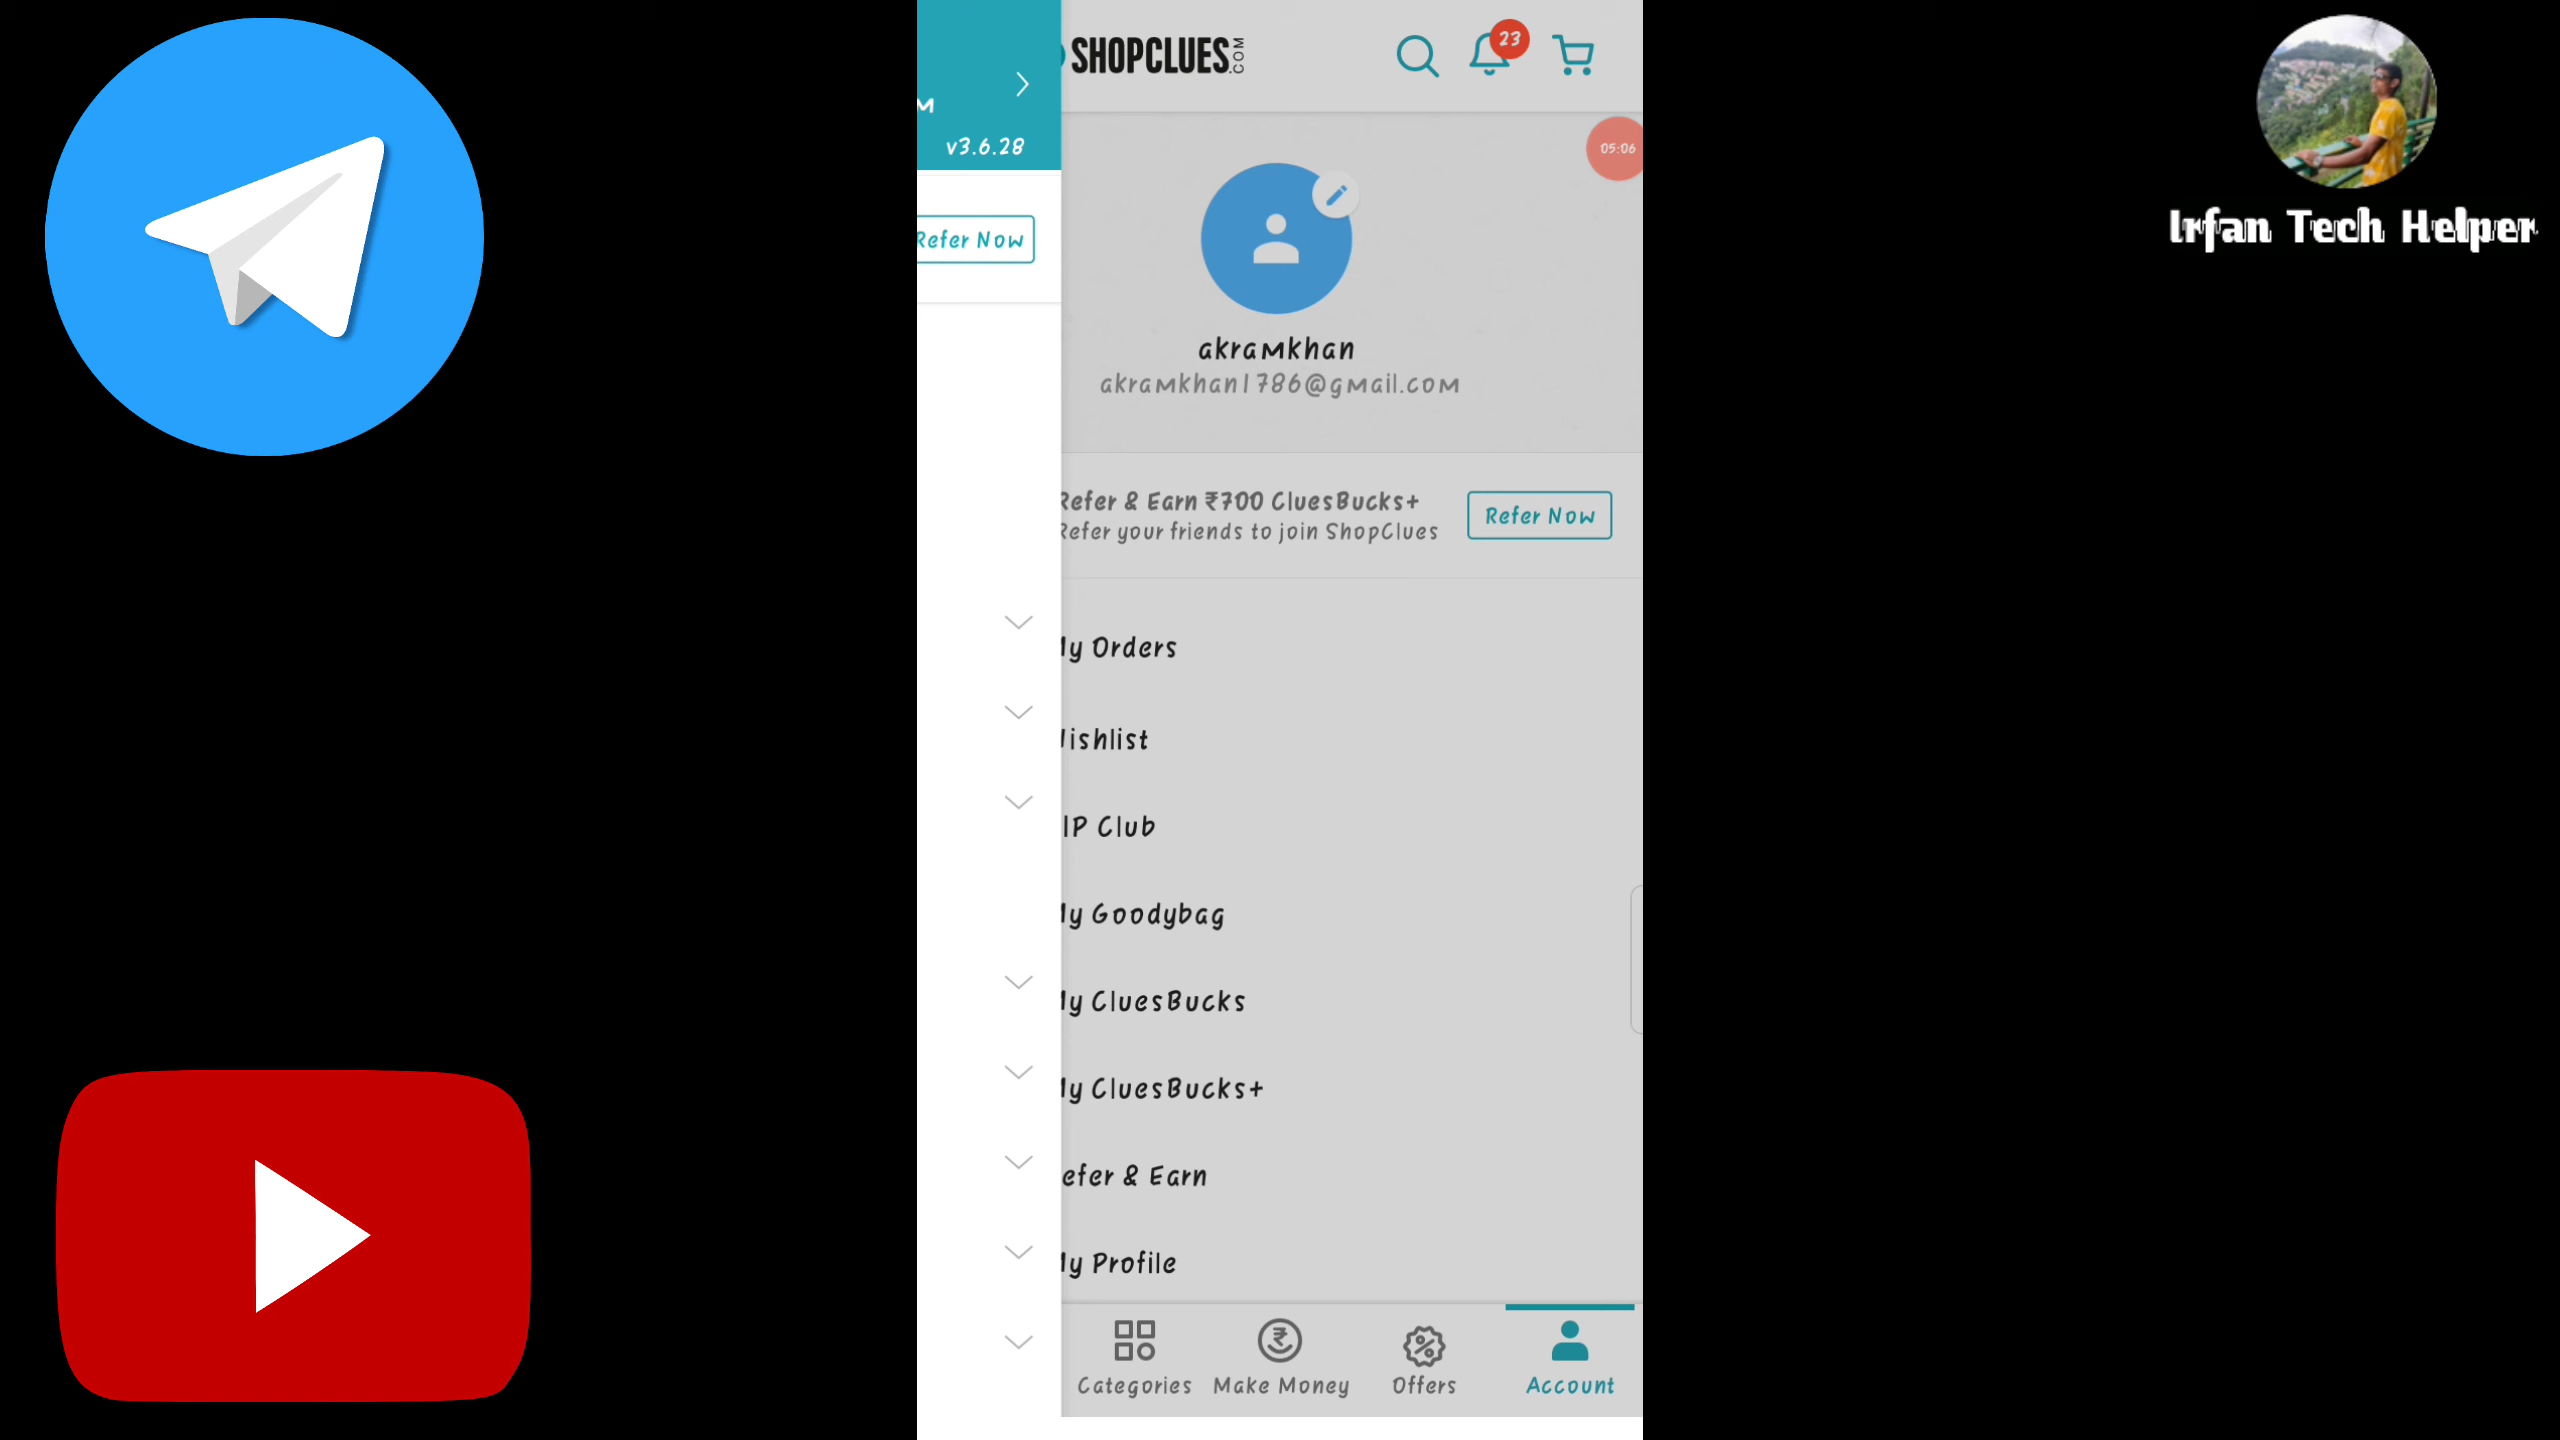 SHOPCLUES.COM
23
M
v3.6.28
05:06
Irfan Tech Helper
Refer Now
akramkhan
akramkhan1786@gmail.com
Refer & Earn ₹700 CluesBucks+
Refer your friends to join ShopClues
Refer Now
ly Orders
ishlist
IP Club
ly Goodybag
ly CluesBucks
ly CluesBucks+
efer & Earn
ly Profile
Categories
Make Money
Offers
Account